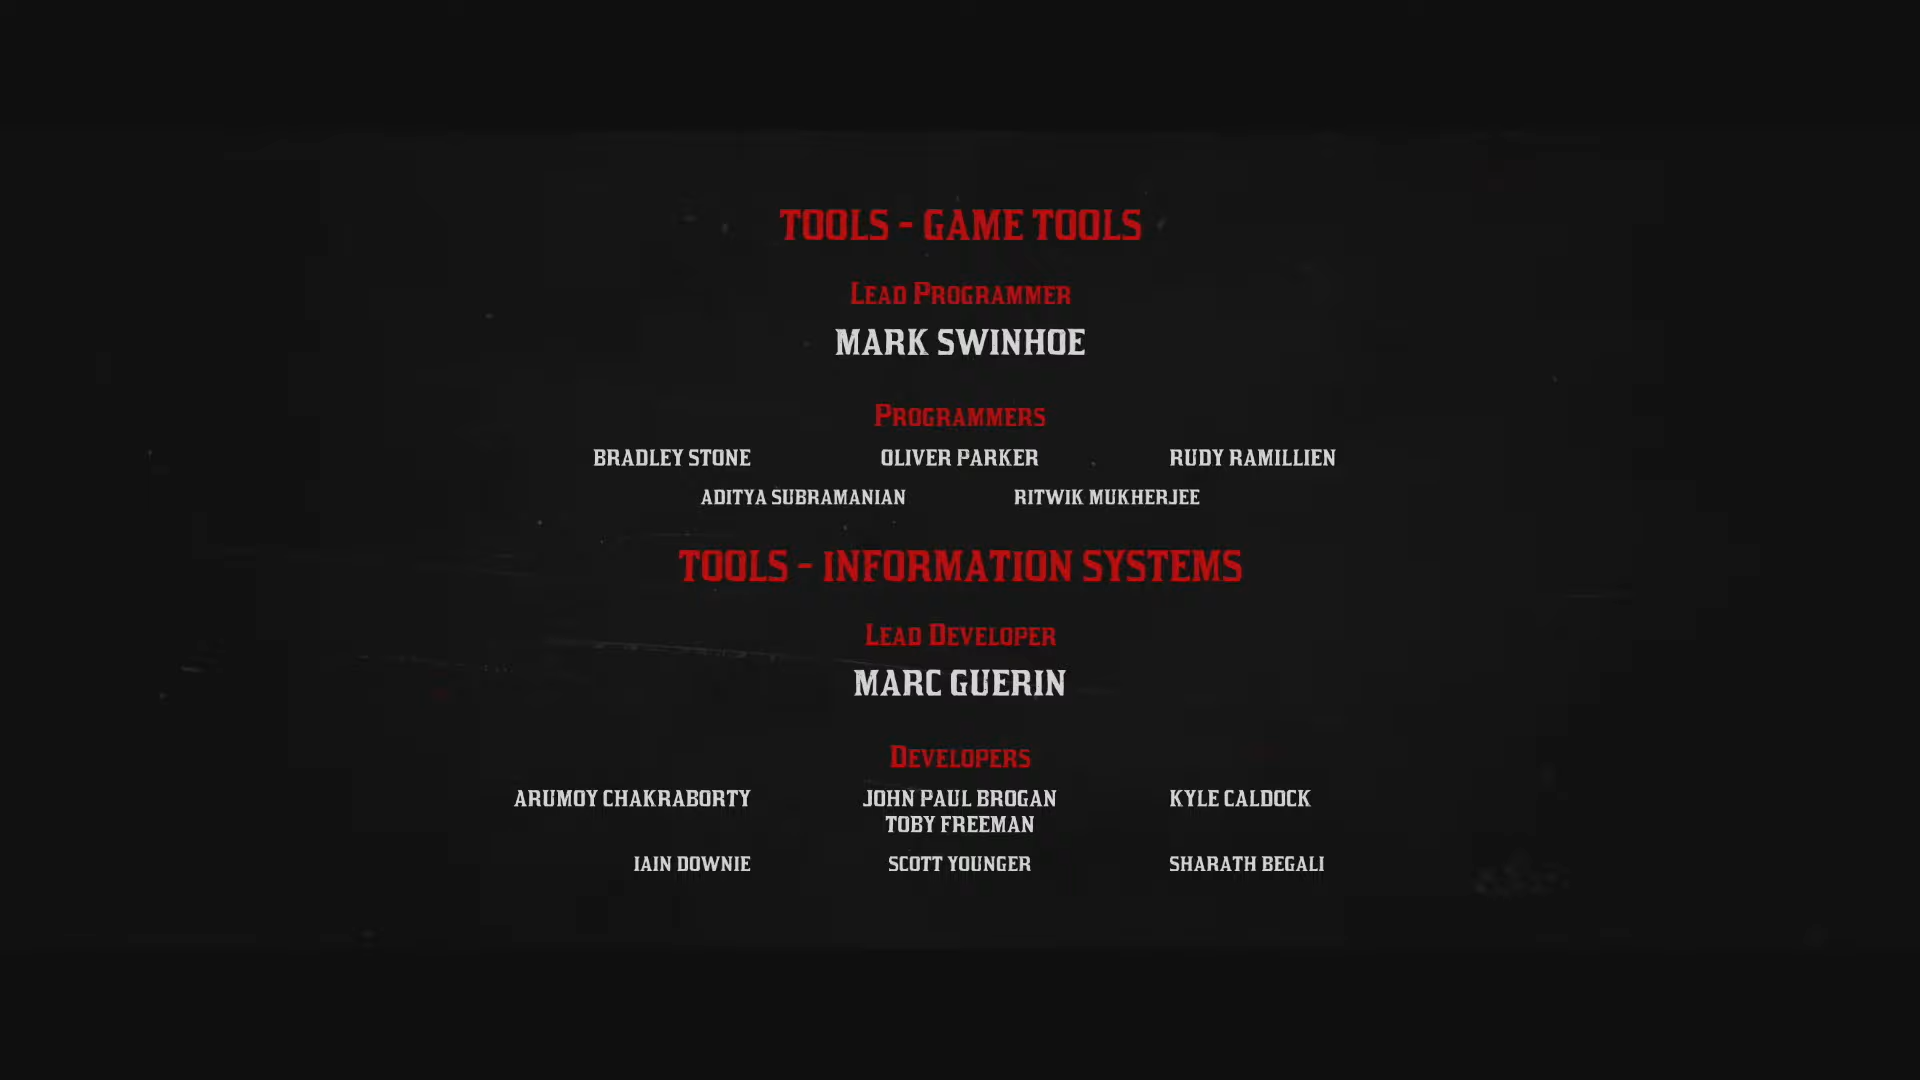 TOOLS - GAME TOOLS
LEAD PROGRAMMER
MARK SWINHOE
PROGRAMMERS
BRADLEY STONE OLIVER PARKER RUDY RAMILLIEN
ADITYA SUBRAMANIAN RITWIK MUKHERJEE
TOOLS - INFORMATION SYSTEMS
LEAD DEVELOPER
MARC GUERIN
DEVELOPERS
ARUMOY CHAKRABORTY JOHN PAUL BROGAN KYLE CALDOCK
TOBY FREEMAN
IAIN DOWNIE SCOTT YOUNGER SHARATH BEGALI